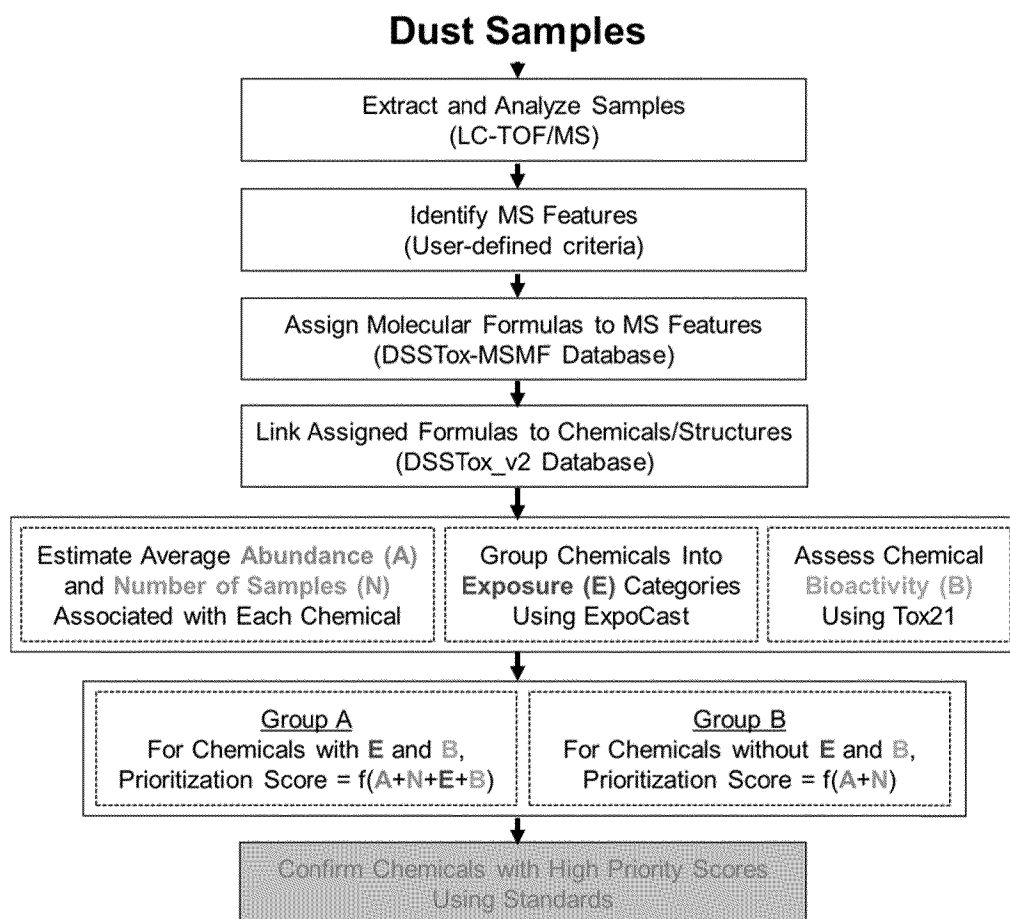 Dust Samples
Extract and Analyze Samples
(LC-TOF/MS)
Identify MS Features
(User-defined criteria)
Assign Molecular Formulas to MS Features
(DSSTox-MSMF Database)
Link Assigned Formulas to Chemicals/Structures
(DSSTox_v2 Database)
Estimate Average Abundance (A)
and Number of Samples (N)
Associated with Each Chemical
Group Chemicals Into
Exposure (E) Categories
Using ExpoCast
Assess Chemical
Bioactivity (B)
Using Tox21
Group A
For Chemicals with E and B,
Prioritization Score = f(A+N+E+B)
Group B
For Chemicals without E and B,
Prioritization Score = f(A+N)
Confirm Chemicals with High Priority Scores
Using Standards